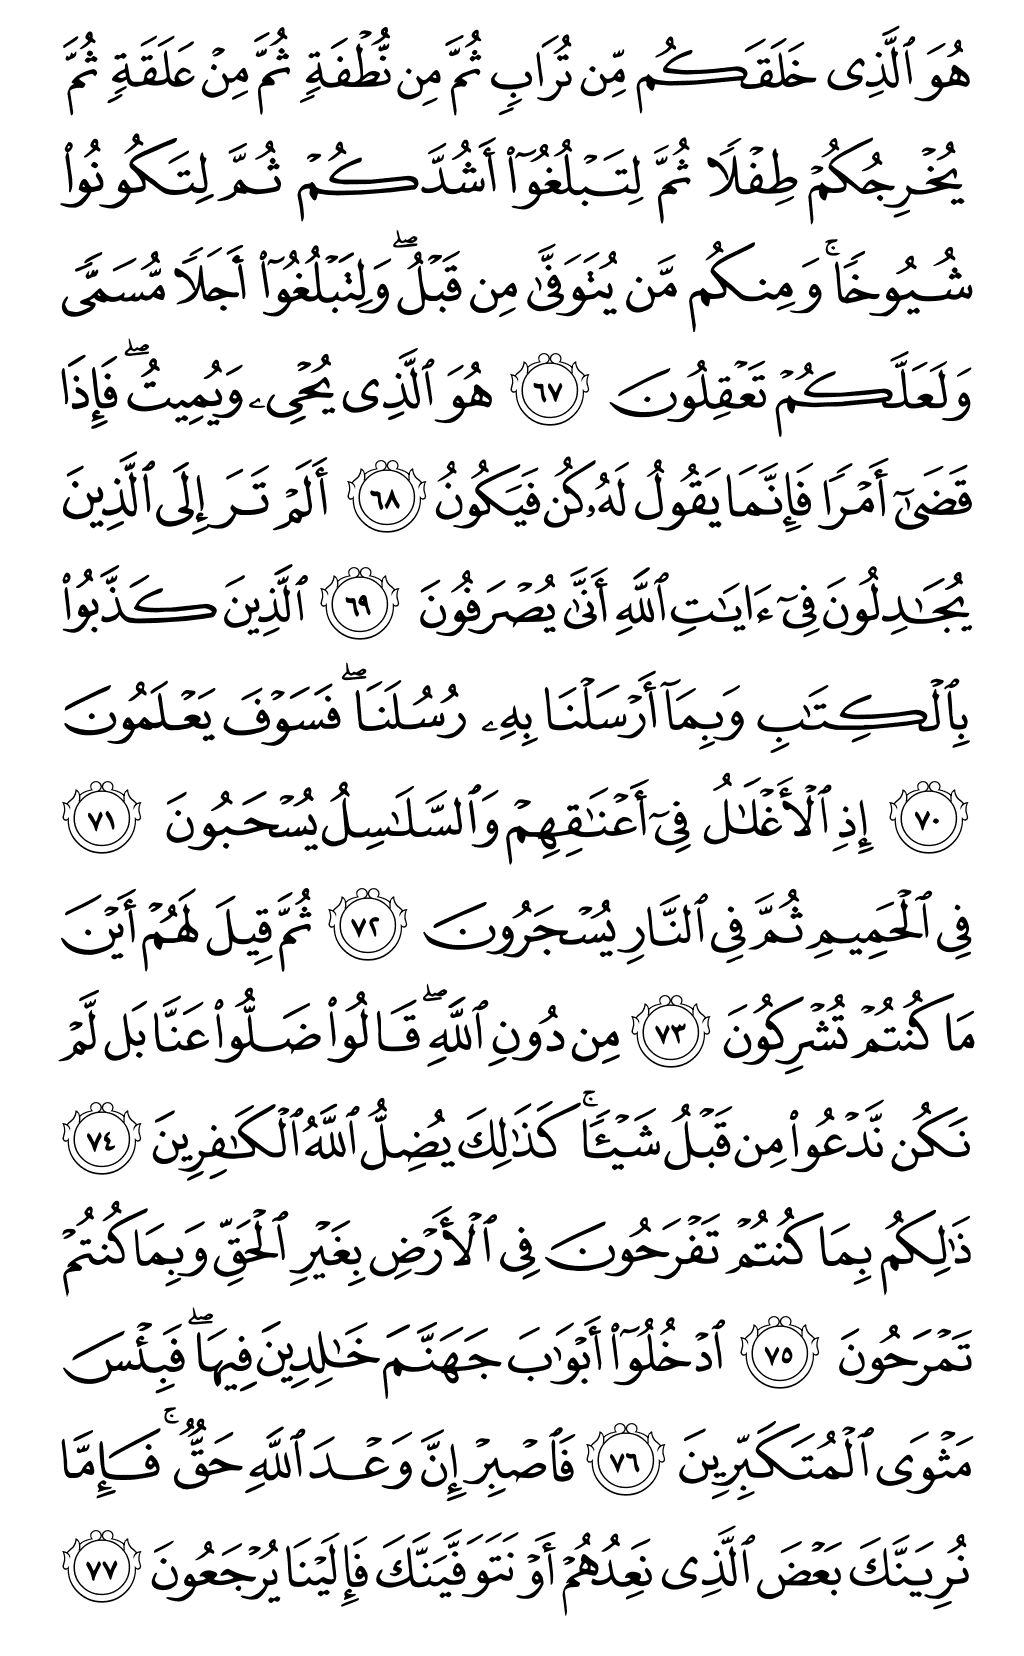 هُوَ ٱلَّذِى خَلَقَكُم مِّن تُرَابٍ ثُمَّ مِن نُّطْفَةٍ ثُمَّ مِنْ عَلَقَةٍ ثُمَّ
يُخْرِجُكُمْ طِفْلًا ثُمَّ لِتَبْلُغُوٓا۟ أَشُدَّكُمْ ثُمَّ لِتَكُونُوا۟
شُيُوخًا ۚ وَمِنكُم مَّن يُتَوَفَّىٰ مِن قَبْلُ ۖ وَلِتَبْلُغُوٓا۟ أَجَلًا مُّسَمًّى
وَلَعَلَّكُمْ تَعْقِلُونَ ٦٧ هُوَ ٱلَّذِى يُحْىِۦ وَيُمِيتُ ۖ فَإِذَا
قَضَىٰٓ أَمْرًا فَإِنَّمَا يَقُولُ لَهُۥ كُن فَيَكُونُ ٦٨ أَلَمْ تَرَ إِلَى ٱلَّذِينَ
يُجَٰدِلُونَ فِىٓ ءَايَٰتِ ٱللَّهِ أَنَّىٰ يُصْرَفُونَ ٦٩ ٱلَّذِينَ كَذَّبُوا۟
بِٱلْكِتَٰبِ وَبِمَآ أَرْسَلْنَا بِهِۦ رُسُلَنَا ۖ فَسَوْفَ يَعْلَمُونَ
٧٠ إِذِ ٱلْأَغْلَٰلُ فِىٓ أَعْنَٰقِهِمْ وَٱلسَّلَٰسِلُ يُسْحَبُونَ ٧١
فِى ٱلْحَمِيمِ ثُمَّ فِى ٱلنَّارِ يُسْجَرُونَ ٧٢ ثُمَّ قِيلَ لَهُمْ أَيْنَ
مَا كُنتُمْ تُشْرِكُونَ ٧٣ مِن دُونِ ٱللَّهِ ۖ قَالُوا۟ ضَلُّوا۟ عَنَّا بَل لَّمْ
نَكُن نَّدْعُوا۟ مِن قَبْلُ شَيْـًٔا ۚ كَذَٰلِكَ يُضِلُّ ٱللَّهُ ٱلْكَٰفِرِينَ ٧٤
ذَٰلِكُم بِمَا كُنتُمْ تَفْرَحُونَ فِى ٱلْأَرْضِ بِغَيْرِ ٱلْحَقِّ وَبِمَا كُنتُمْ
تَمْرَحُونَ ٧٥ ٱدْخُلُوٓا۟ أَبْوَٰبَ جَهَنَّمَ خَٰلِدِينَ فِيهَا ۖ فَبِئْسَ
مَثْوَى ٱلْمُتَكَبِّرِينَ ٧٦ فَٱصْبِرْ إِنَّ وَعْدَ ٱللَّهِ حَقٌّ ۚ فَإِمَّا
نُرِيَنَّكَ بَعْضَ ٱلَّذِى نَعِدُهُمْ أَوْ نَتَوَفَّيَنَّكَ فَإِلَيْنَا يُرْجَعُونَ ٧٧